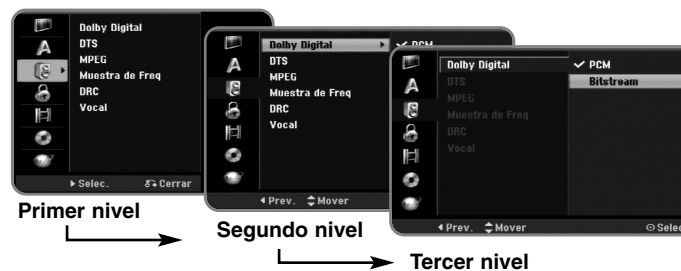 Dolby Digital
DTS
MPEG
Muestra de Freq
DRC
Vocal
Selec.
Cerrar
Primer nivel
Dolby Digital
DTS
MPEG
Muestra de Freq
DRC
Vocal
PCM
Prev.
Mover
Segundo nivel
Dolby Digital
DTS
MPEG
Muestra de Freq
DRC
Vocal
PCM
Bitstream
Prev.
Mover
Selec
Tercer nivel